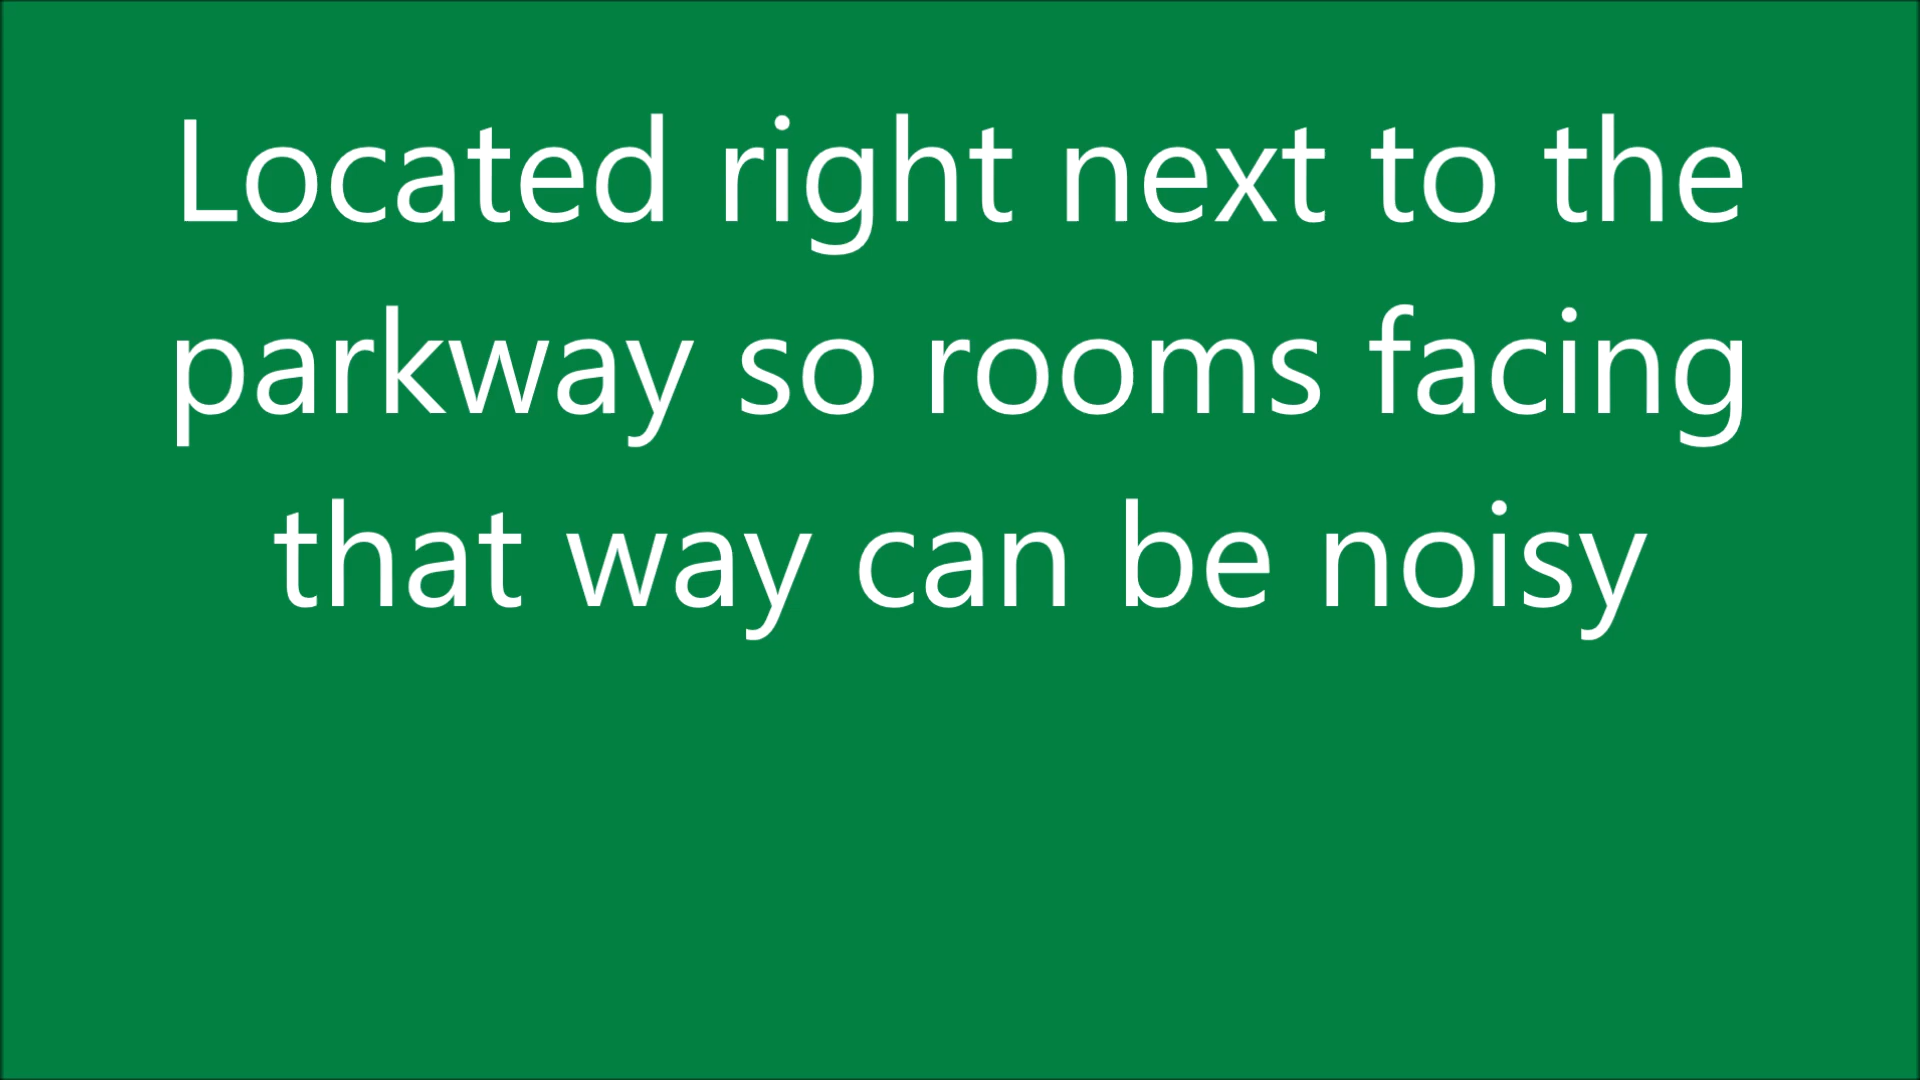 Located right next to the
parkway so rooms facing
that way can be noisy